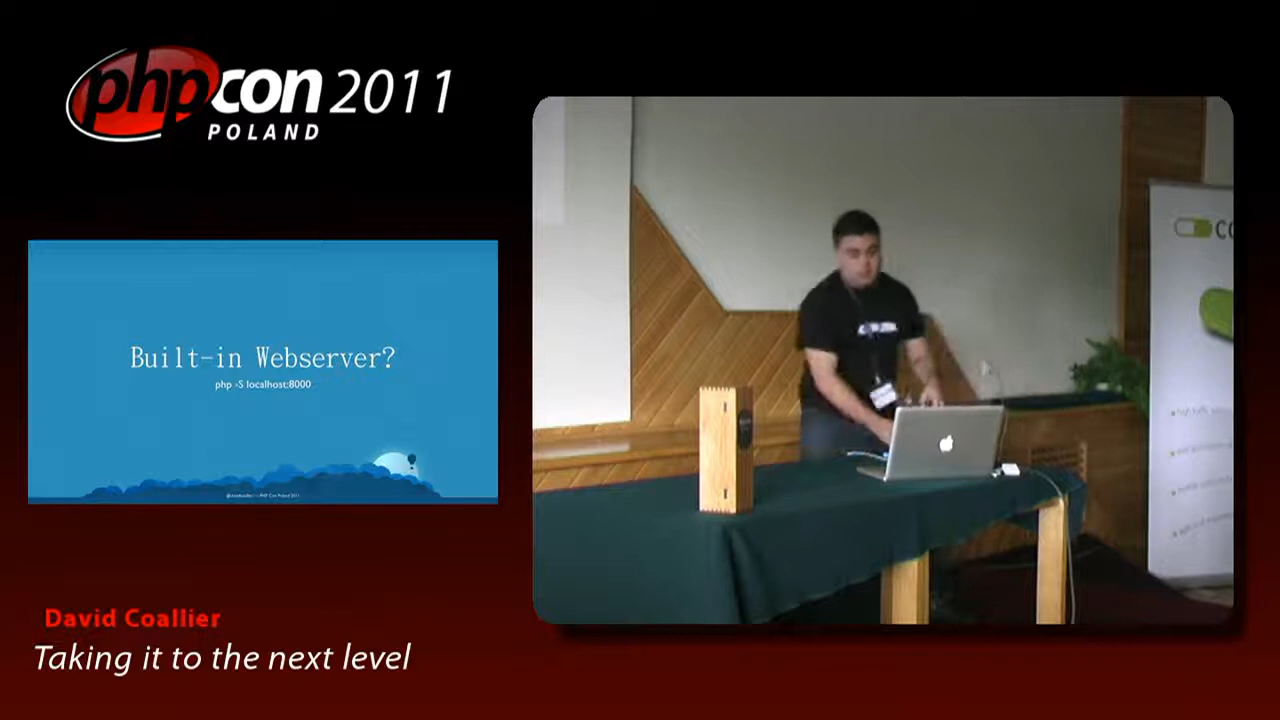 phpcon 2011
POLAND
Built-in Webserver?
php -S localhost:8000
David Coallier
Taking it to the next level